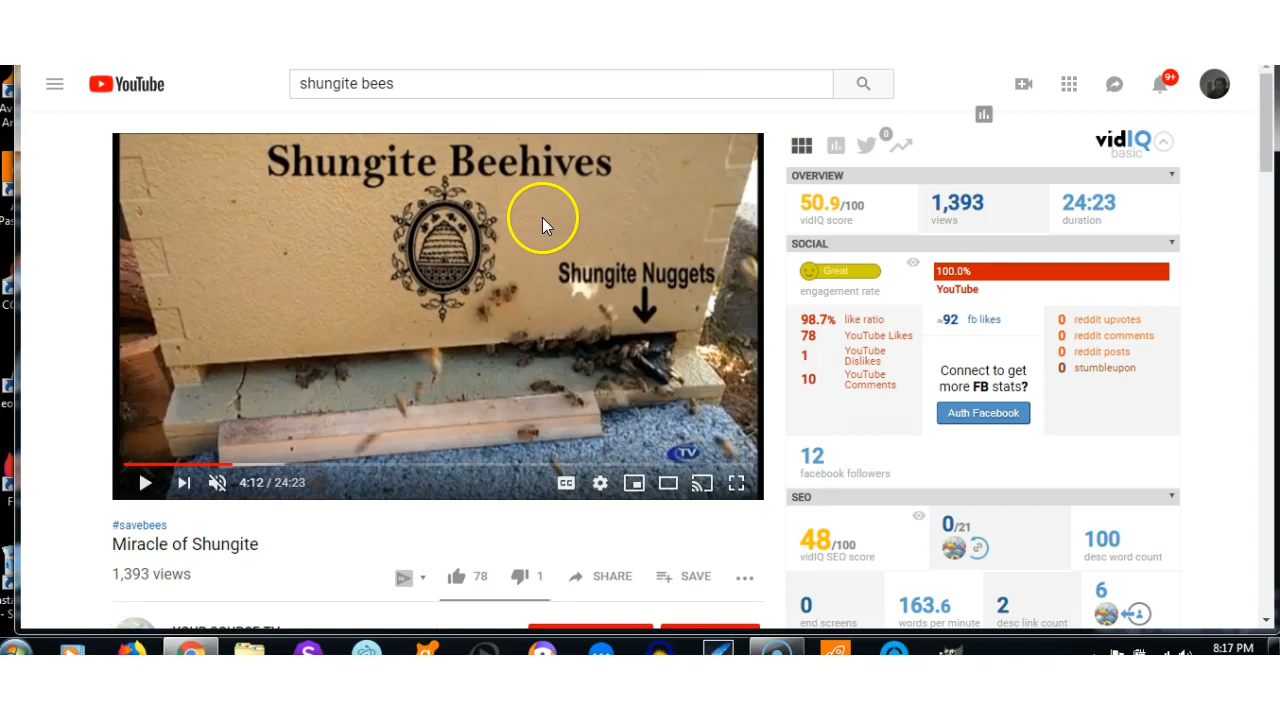 YouTube
shungite bees
9+
Shungite Beehives
Shungite Nuggets
TV
4:12 / 24:23
CC
#savebees
Miracle of Shungite
1,393 views
78
1
SHARE
SAVE
0
vidIQ
basic
OVERVIEW
50.9/100
vidIQ score
1,393
views
24:23
duration
SOCIAL
Great
engagement rate
100.0%
YouTube
98.7% like ratio
78 YouTube Likes
1 YouTube Dislikes
10 YouTube Comments
≈92 fb likes
Connect to get
more FB stats?
Auth Facebook
0 reddit upvotes
0 reddit comments
0 reddit posts
0 stumbleupon
12
facebook followers
SEO
48/100
vidIQ SEO score
0/21
100
desc word count
0
end screens
163.6
words per minute
2
desc link count
6
8:17 PM